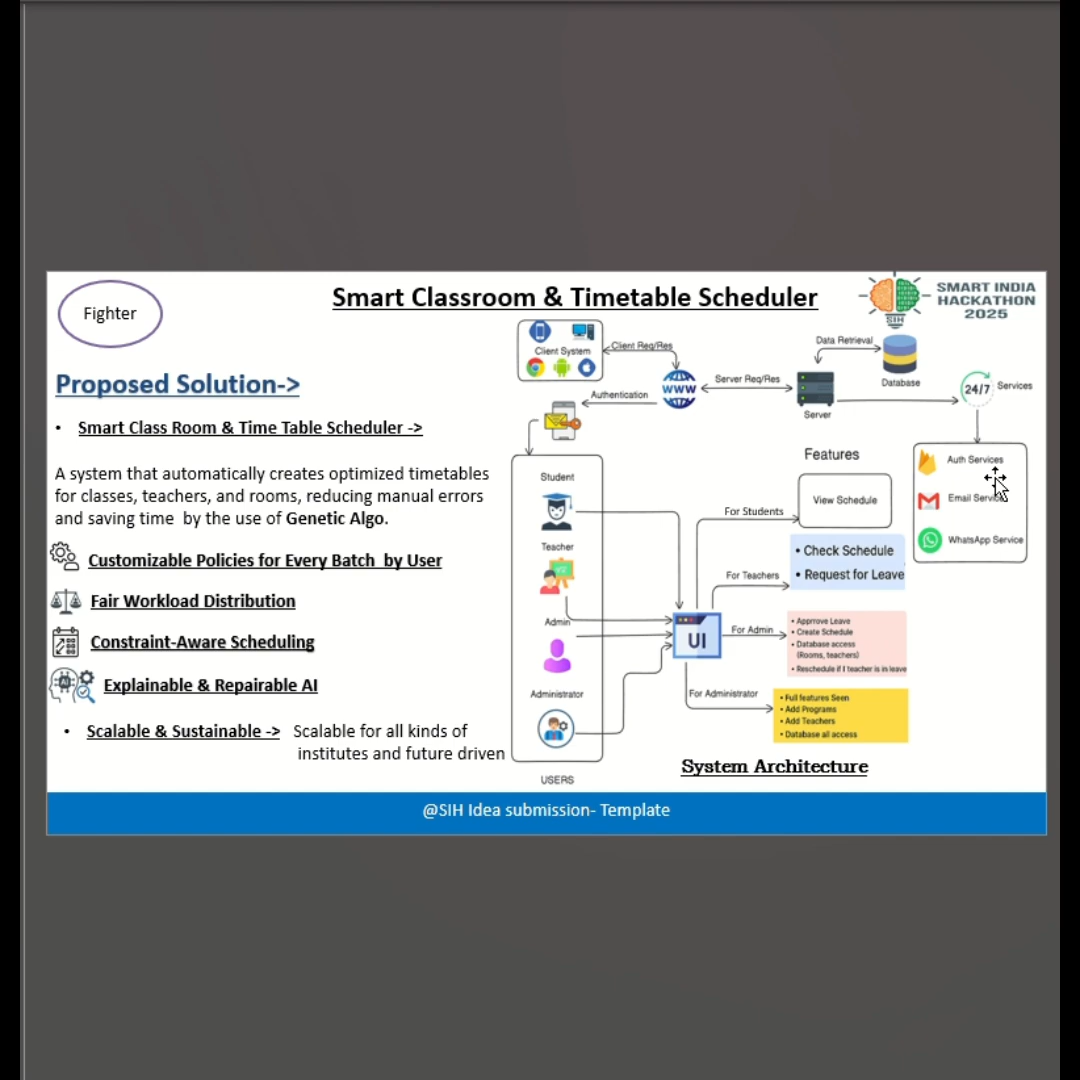 Fighter
Smart Classroom & Timetable Scheduler
SIH
SMART INDIA
HACKATHON
2025
Proposed Solution->
• Smart Class Room & Time Table Scheduler ->
A system that automatically creates optimized timetables
for classes, teachers, and rooms, reducing manual errors
and saving time by the use of Genetic Algo.
Customizable Policies for Every Batch by User
Fair Workload Distribution
Constraint-Aware Scheduling
AI
Explainable & Repairable AI
• Scalable & Sustainable -> Scalable for all kinds of
institutes and future driven
Client System
Client Req/Res
WWW
Authentication
Server Req/Res
Server
Data Retrieval
Database
24/7
Services
Auth Services
Email Service
WhatsApp Service
Student
Teacher
Admin
Administrator
USERS
UI
Features
For Students
View Schedule
For Teachers
• Check Schedule
• Request for Leave
For Admin
• Approve Leave
• Create Schedule
• Database access
(Rooms, teachers)
• Reschedule if 1 teacher is in leave
For Administrator
• Full features Seen
• Add Programs
• Add Teachers
• Database all access
System Architecture
@SIH Idea submission- Template